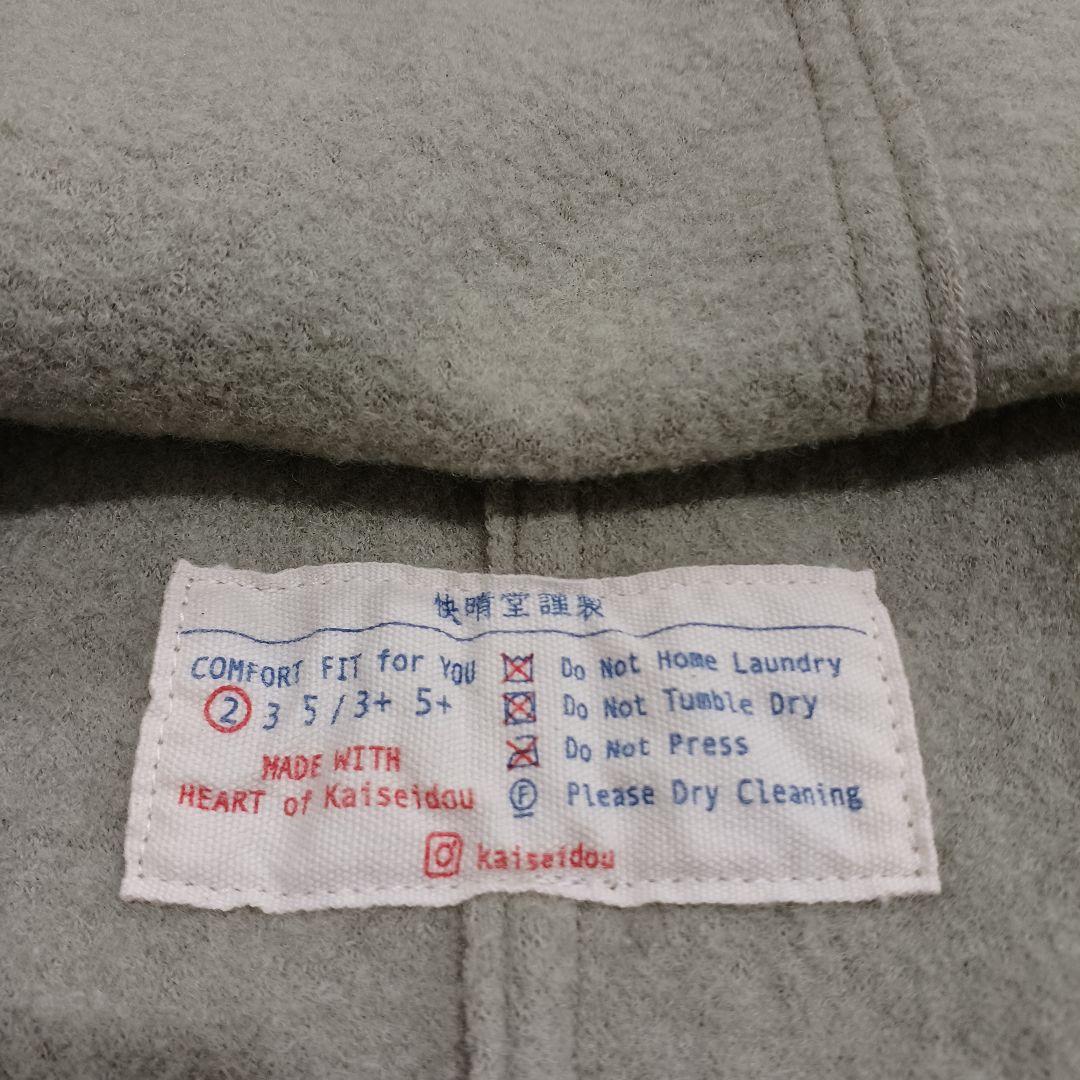 快晴堂謹製
COMFORT FIT for YOU
2 3 5 / 3+ 5+
MADE WITH
HEART of Kaiseidou
Do Not Home Laundry
Do Not Tumble Dry
Do Not Press
F Please Dry Cleaning
kaiseidou